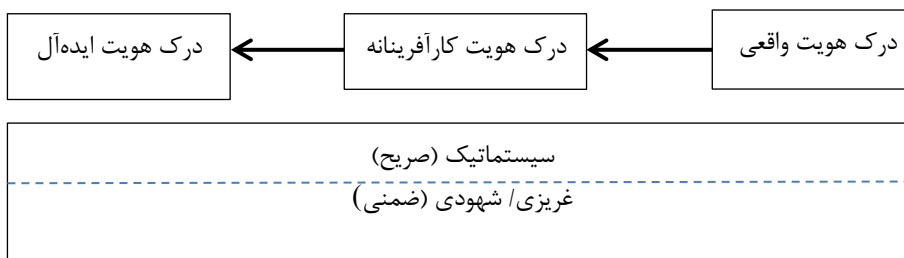 درک هویت واقعی
درک هویت کارآفرینانه
درک هویت ایده‌آل
سیستماتیک (صریح)
غریزی/ شهودی (ضمنی)